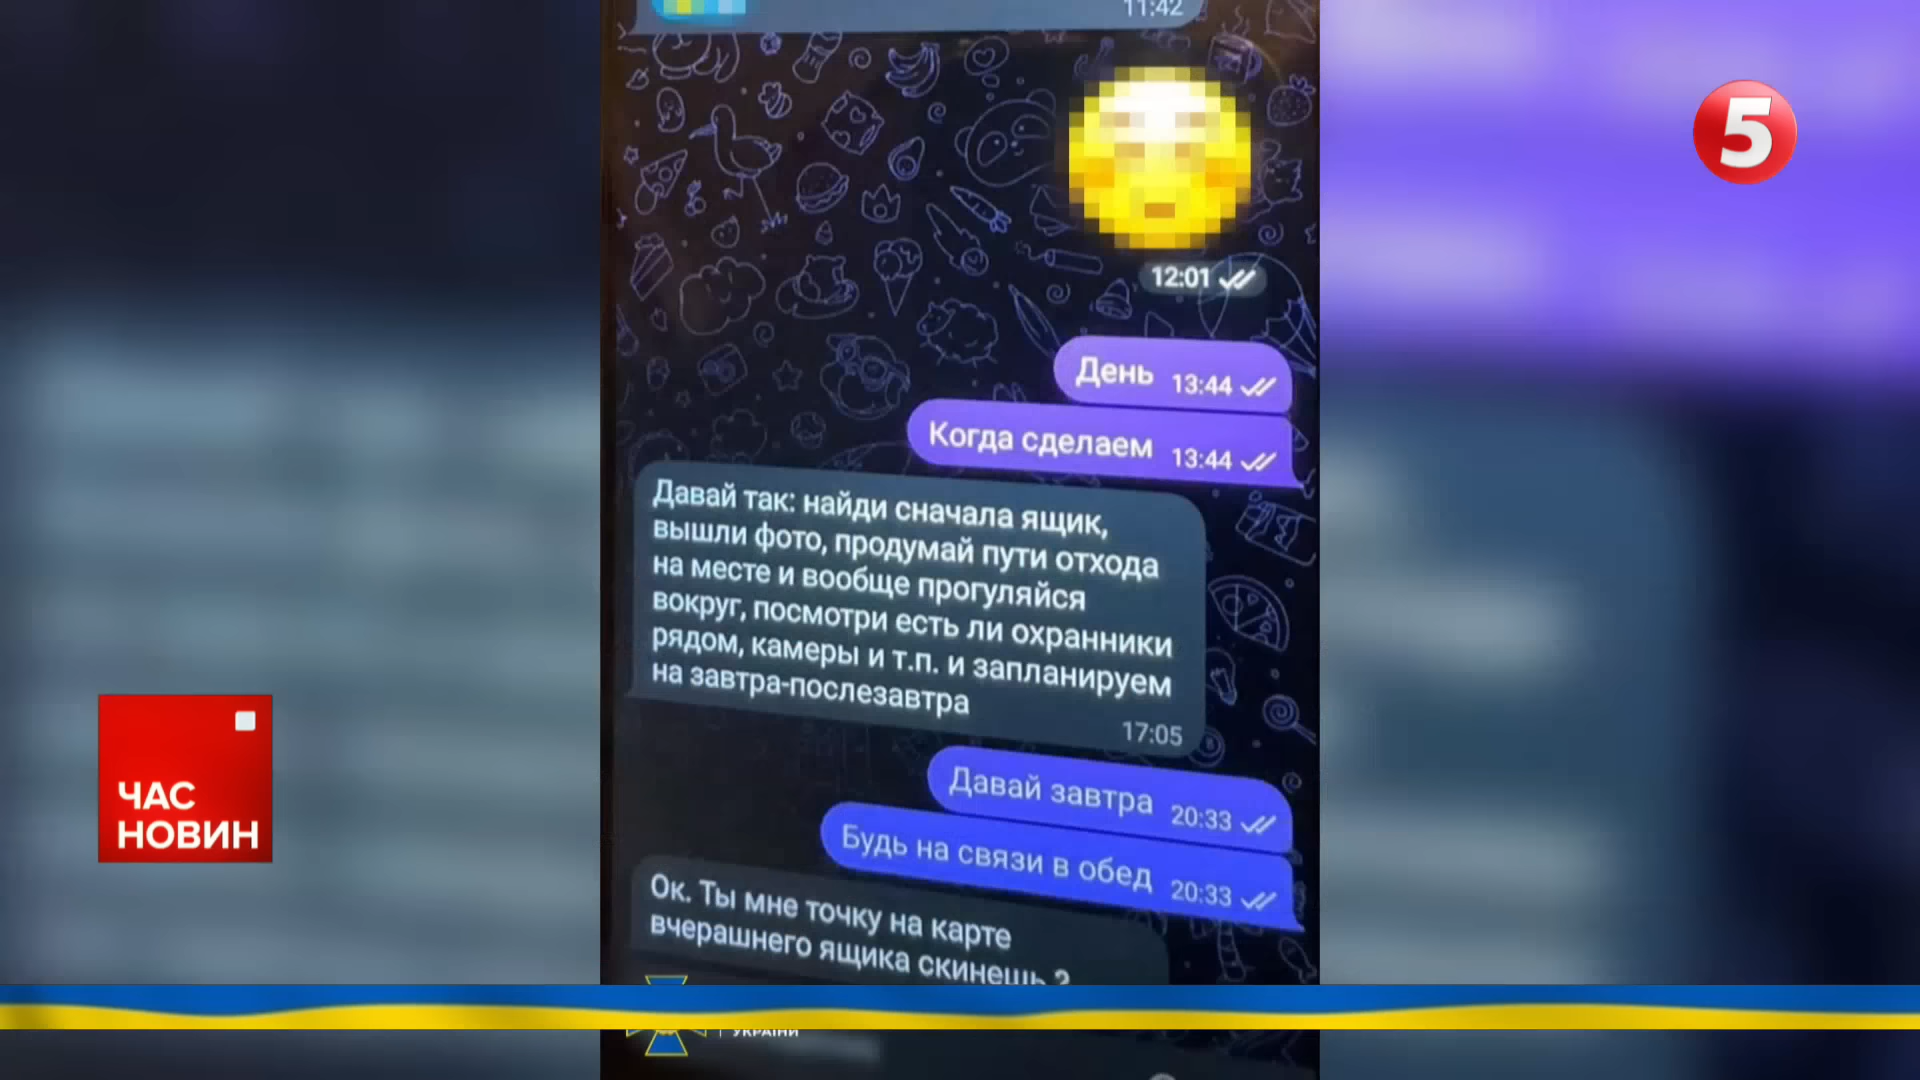 11:42
5
12:01
День 13:44
Когда сделаем 13:44
Давай так: найди сначала ящик,
вышли фото, продумай пути отхода
на месте и вообще прогуляйся
вокруг, посмотри есть ли охранники
рядом, камеры и т.п. и запланируем
на завтра-послезавтра
17:05
Давай завтра 20:33
Будь на связи в обед 20:33
Ок. Ты мне точку на карте
вчерашнего ящика скинешь ?
ЧАС
НОВИН
УКРАЇНИ